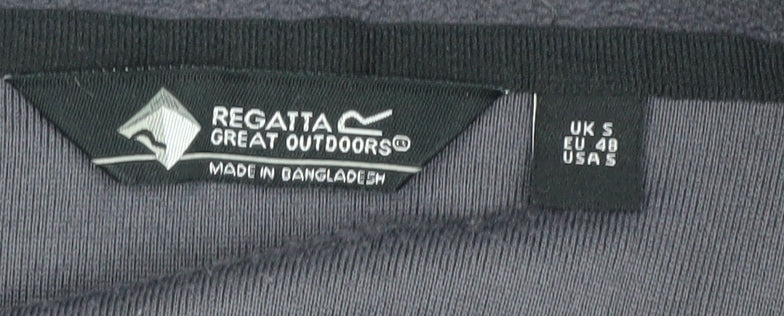 REGATTA
GREAT OUTDOORS®
MADE IN BANGLADESH
UK S
EU 48
USA S